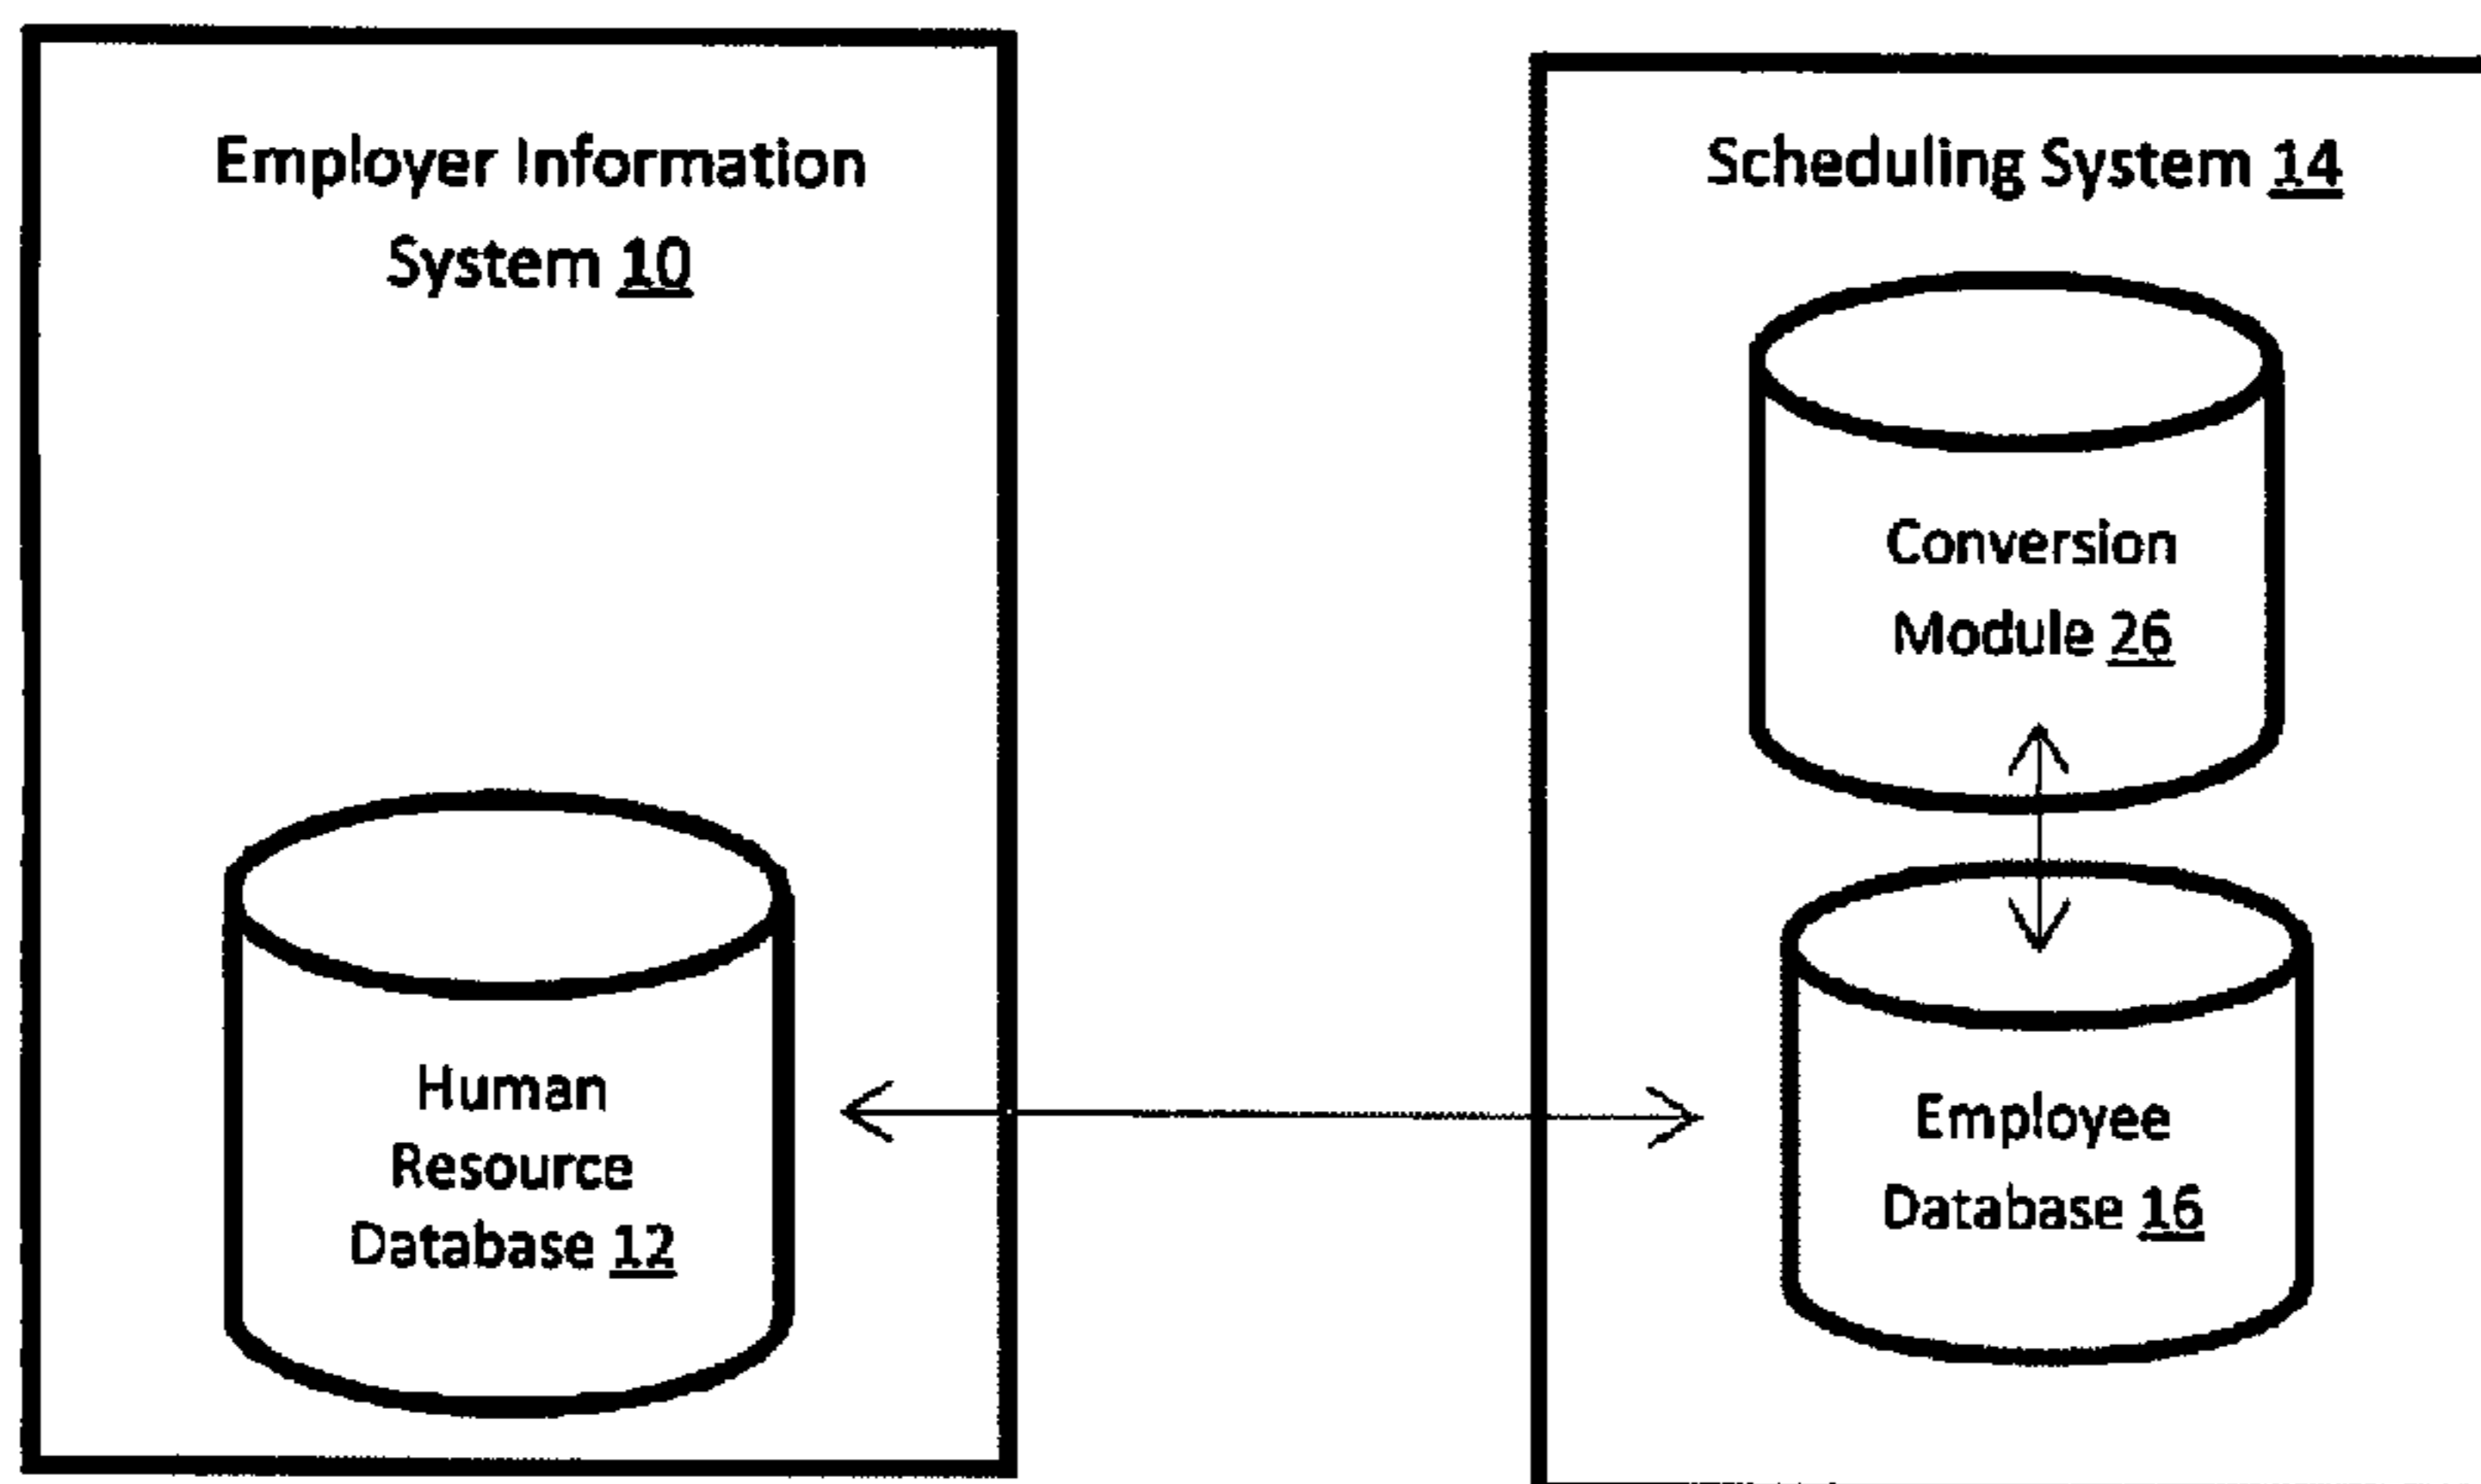 Employer Information
System 10
Human
Resource
Database 12
Scheduling System 14
Conversion
Module 26
Employee
Database 16